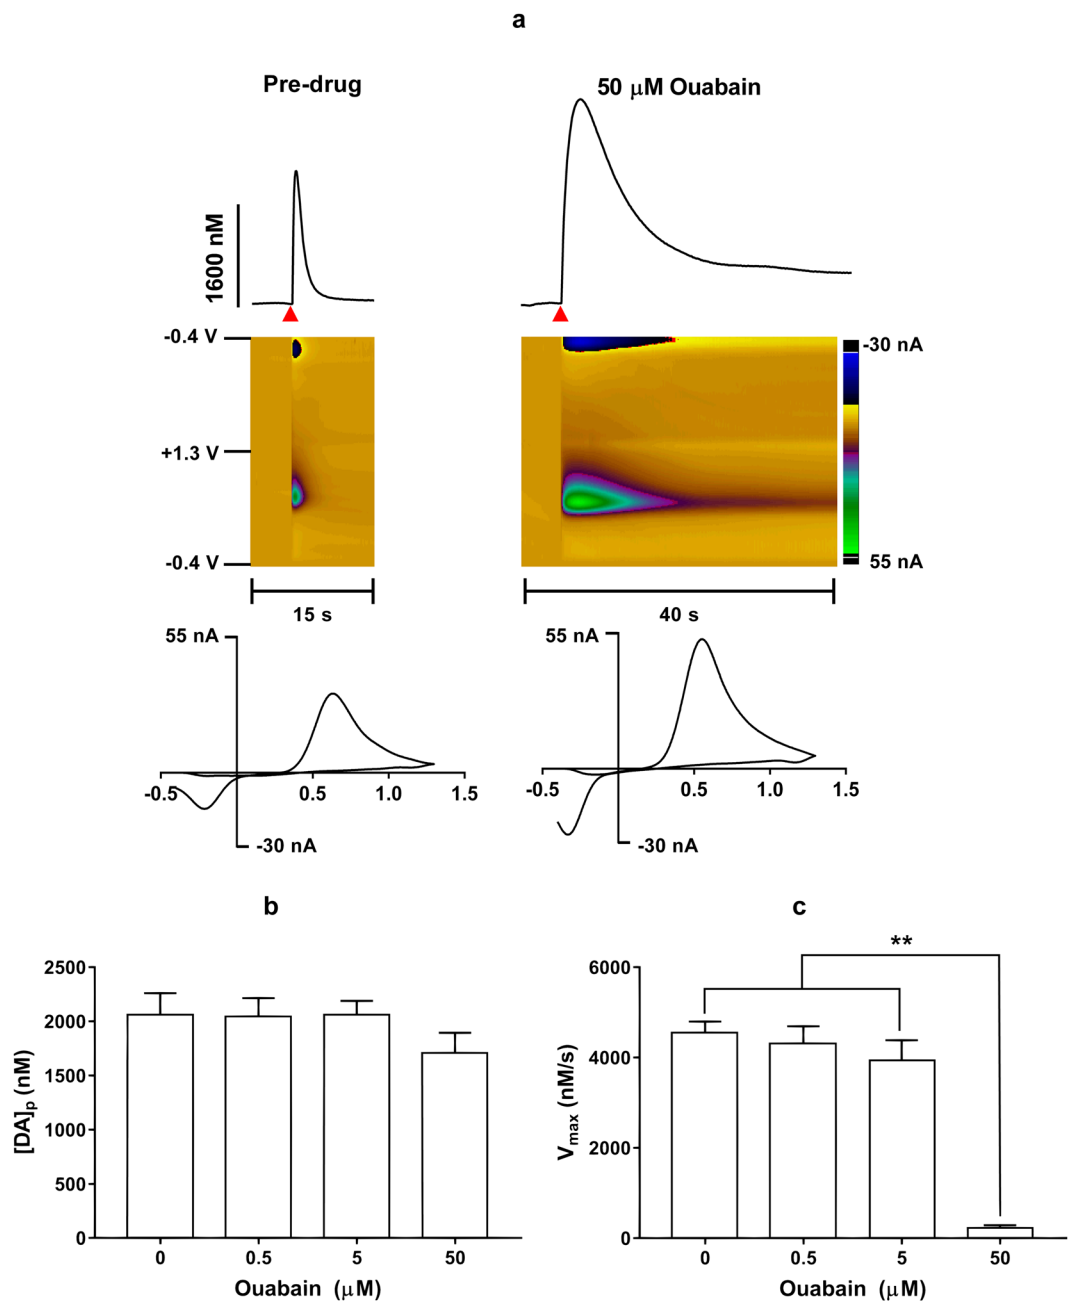 a
Pre-drug
50 μM Ouabain
1600 nM
-0.4 V
+1.3 V
-0.4 V
-30 nA
55 nA
15 s
40 s
55 nA
-0.5
0.5
1.0
1.5
-30 nA
55 nA
-0.5
0.5
1.0
1.5
-30 nA
b
2500
2000
1500
1000
500
0
[DA]p (nM)
0
0.5
5
50
Ouabain (μM)
c
**
6000
4000
2000
0
Vmax (nM/s)
0
0.5
5
50
Ouabain (μM)